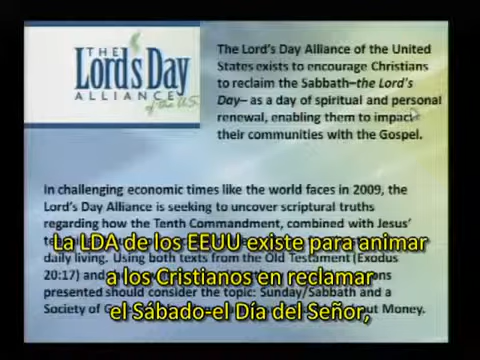 THE
Lord's Day
ALLIANCE
of the U.S.
The Lord's Day Alliance of the United
States exists to encourage Christians
to reclaim the Sabbath–the Lord's
Day– as a day of spiritual and personal
renewal, enabling them to impact
their communities with the Gospel.
In challenging economic times like the world faces in 2009, the
Lord's Day Alliance is seeking to uncover scriptural truths
regarding how the Tenth Commandment, combined with Jesus'
daily living. Using both texts from the Old Testament (Exodus
20:17) and
presented should consider the topic: Sunday/Sabbath and a
Society of Money.
La LDA de los EEUU existe para animar
a los Cristianos en reclamar
el Sábado-el Día del Señor,